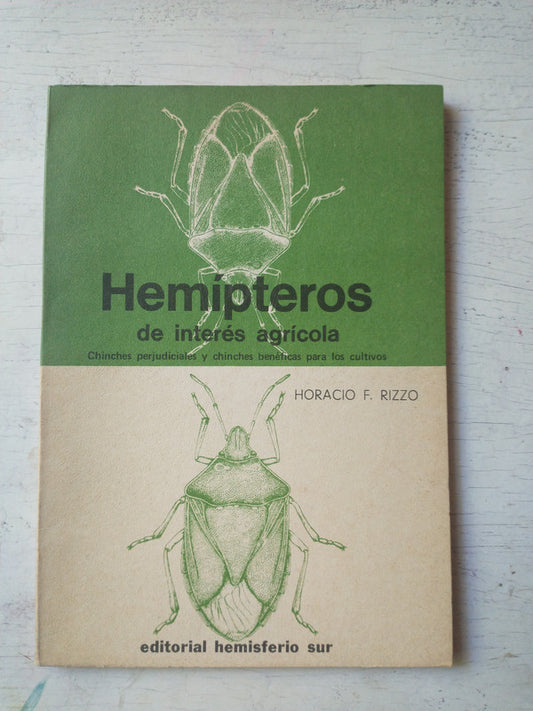 Hemípteros
de interés agrícola
Chinches perjudiciales y chinches benéficas para los cultivos
HORACIO F. RIZZO
editorial hemisferio sur